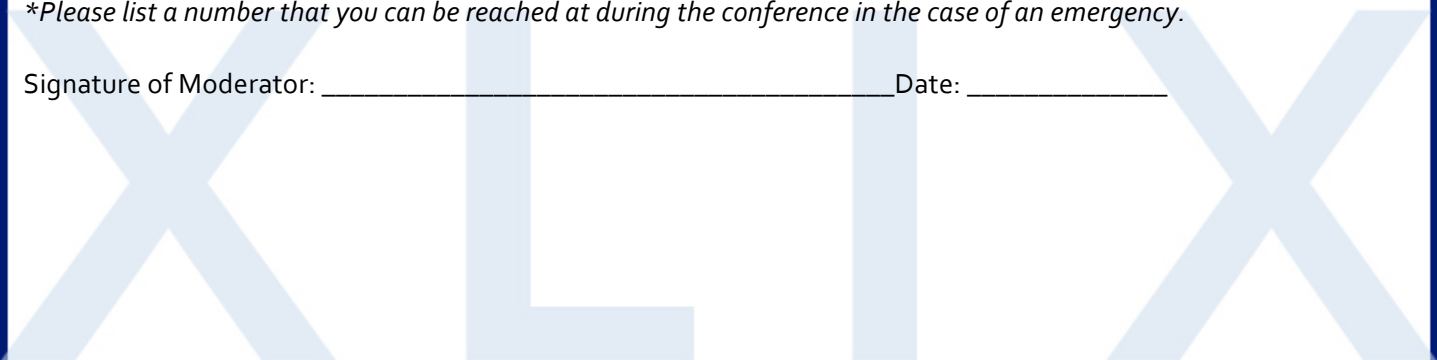 *Please list a number that you can be reached at during the conference in the case of an emergency.
Signature of Moderator: ________________________________________Date: ______________
XLIX